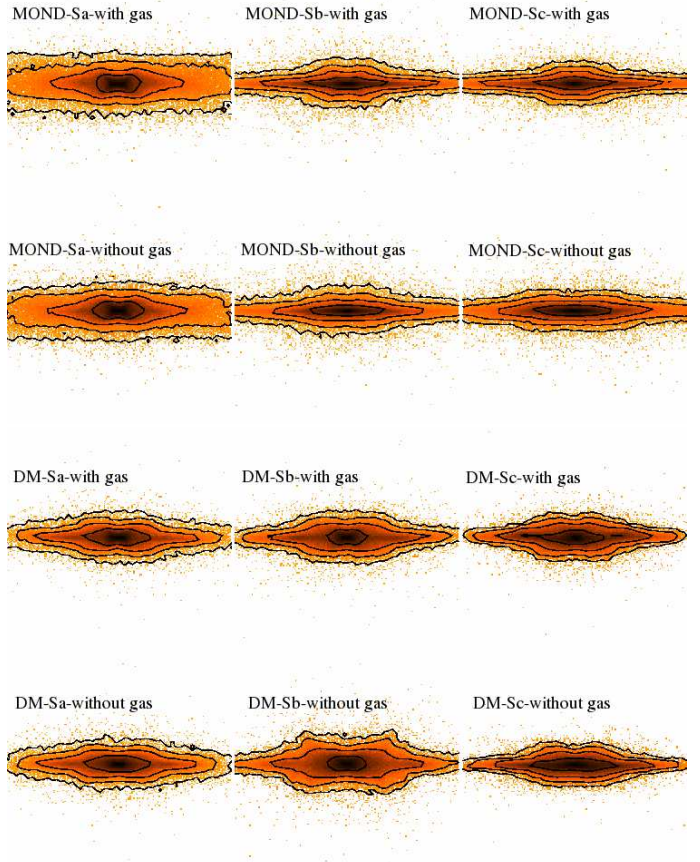 MOND-Sa-with gas
MOND-Sb-with gas
MOND-Sc-with gas
MOND-Sa-without gas
MOND-Sb-without gas
MOND-Sc-without gas
DM-Sa-with gas
DM-Sb-with gas
DM-Sc-with gas
DM-Sa-without gas
DM-Sb-without gas
DM-Sc-without gas